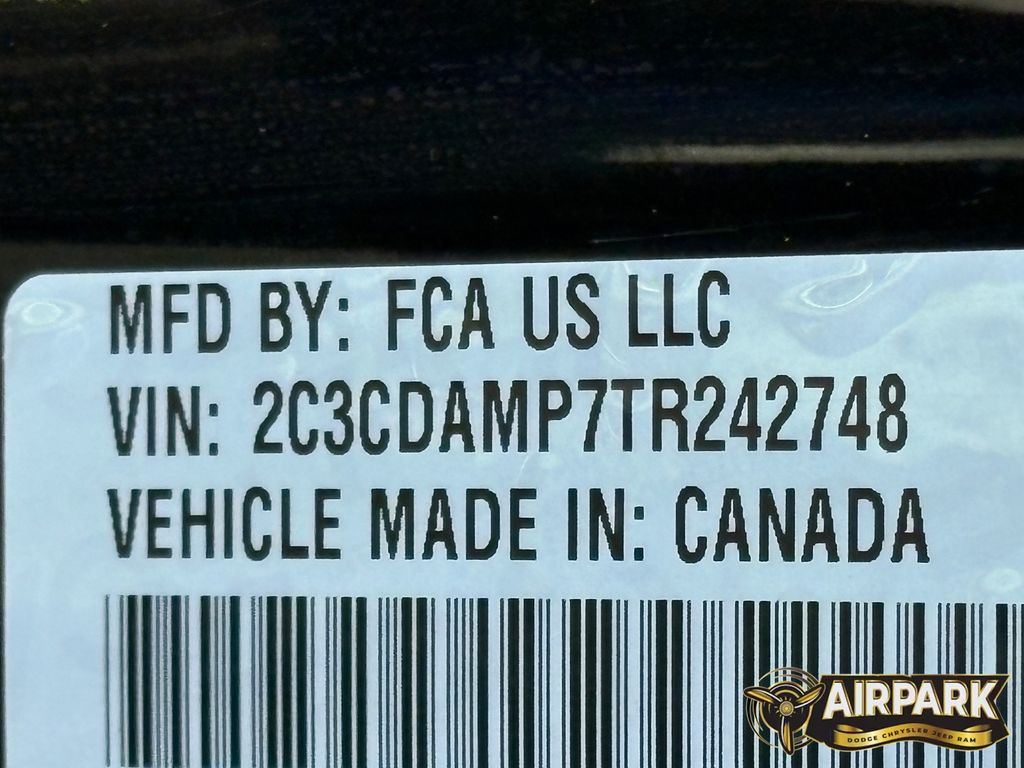 MFD BY: FCA US LLC
VIN: 2C3CDAMP7TR242748
VEHICLE MADE IN: CANADA
AIRPARK
DODGE CHRYSLER JEEP RAM